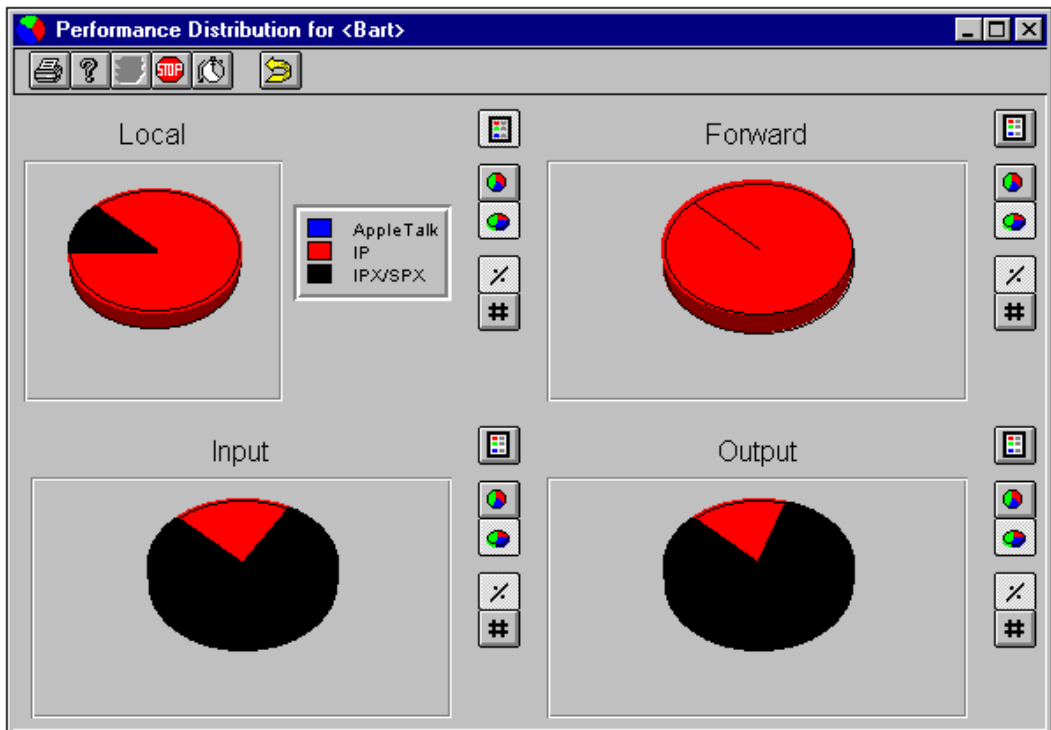 Performance Distribution for <Bart>
? STOP
Local
Forward
AppleTalk
IP
IPX/SPX
%
#
%
#
Input
Output
%
#
%
#